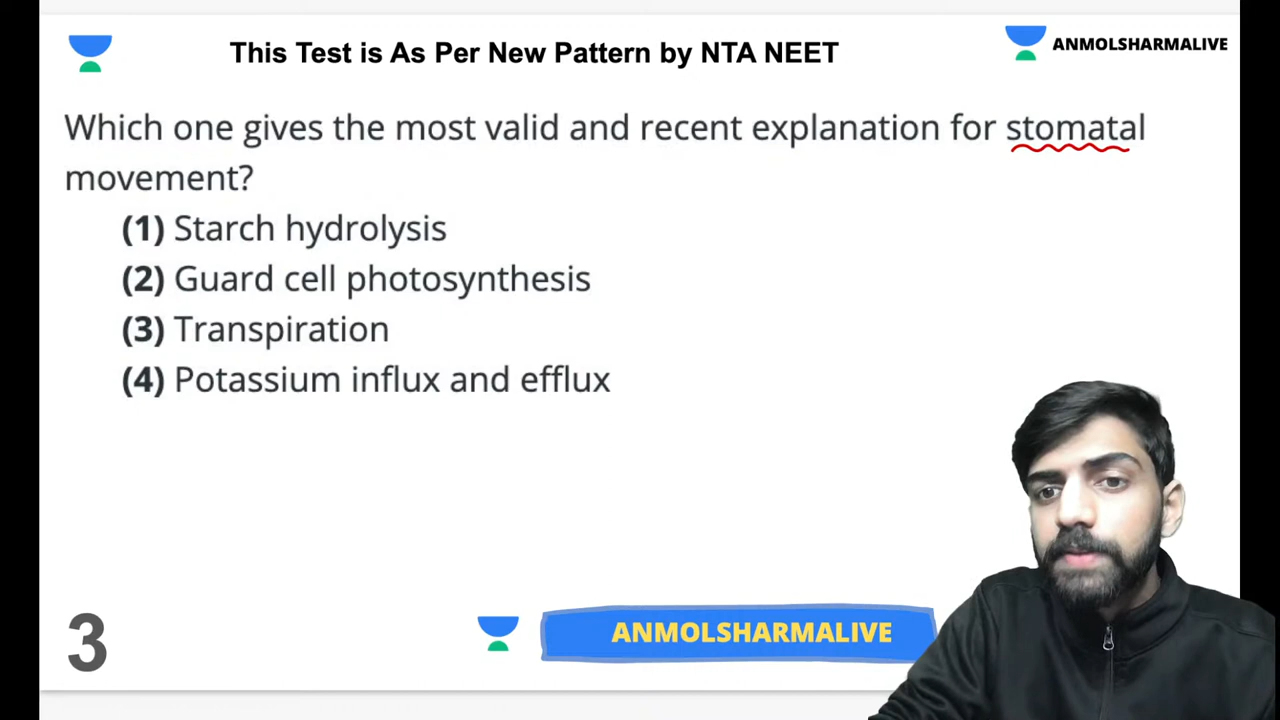 This Test is As Per New Pattern by NTA NEET
ANMOLSHARMALIVE
Which one gives the most valid and recent explanation for stomatal
movement?
(1) Starch hydrolysis
(2) Guard cell photosynthesis
(3) Transpiration
(4) Potassium influx and efflux
3
ANMOLSHARMALIVE